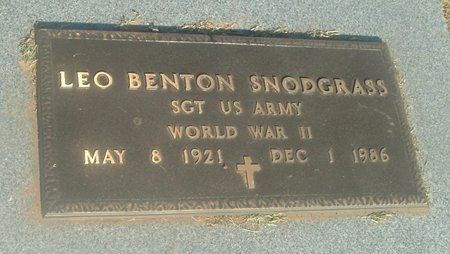 LEO BENTON SNODGRASS
SGT US ARMY
WORLD WAR II
MAY 8 1921 DEC 1 1986